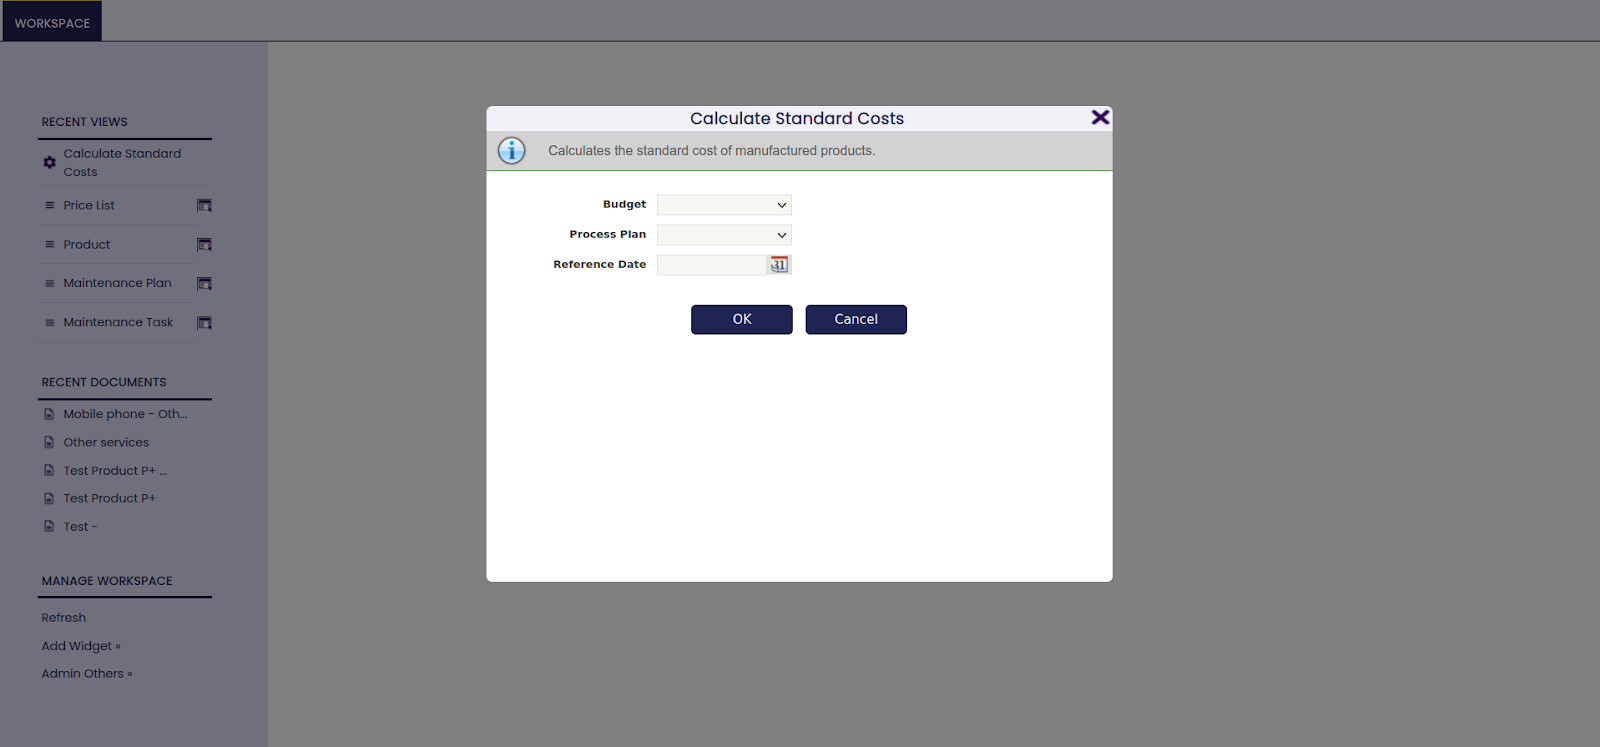 WORKSPACE
RECENT VIEWS
Calculate Standard
Costs
Price List
Product
Maintenance Plan
Maintenance Task
RECENT DOCUMENTS
Mobile phone - Oth...
Other services
Test Product P+ ...
Test Product P+
Test -
MANAGE WORKSPACE
Refresh
Add Widget »
Admin Others »
Calculate Standard Costs
Calculates the standard cost of manufactured products.
Budget
Process Plan
Reference Date
31
OK
Cancel